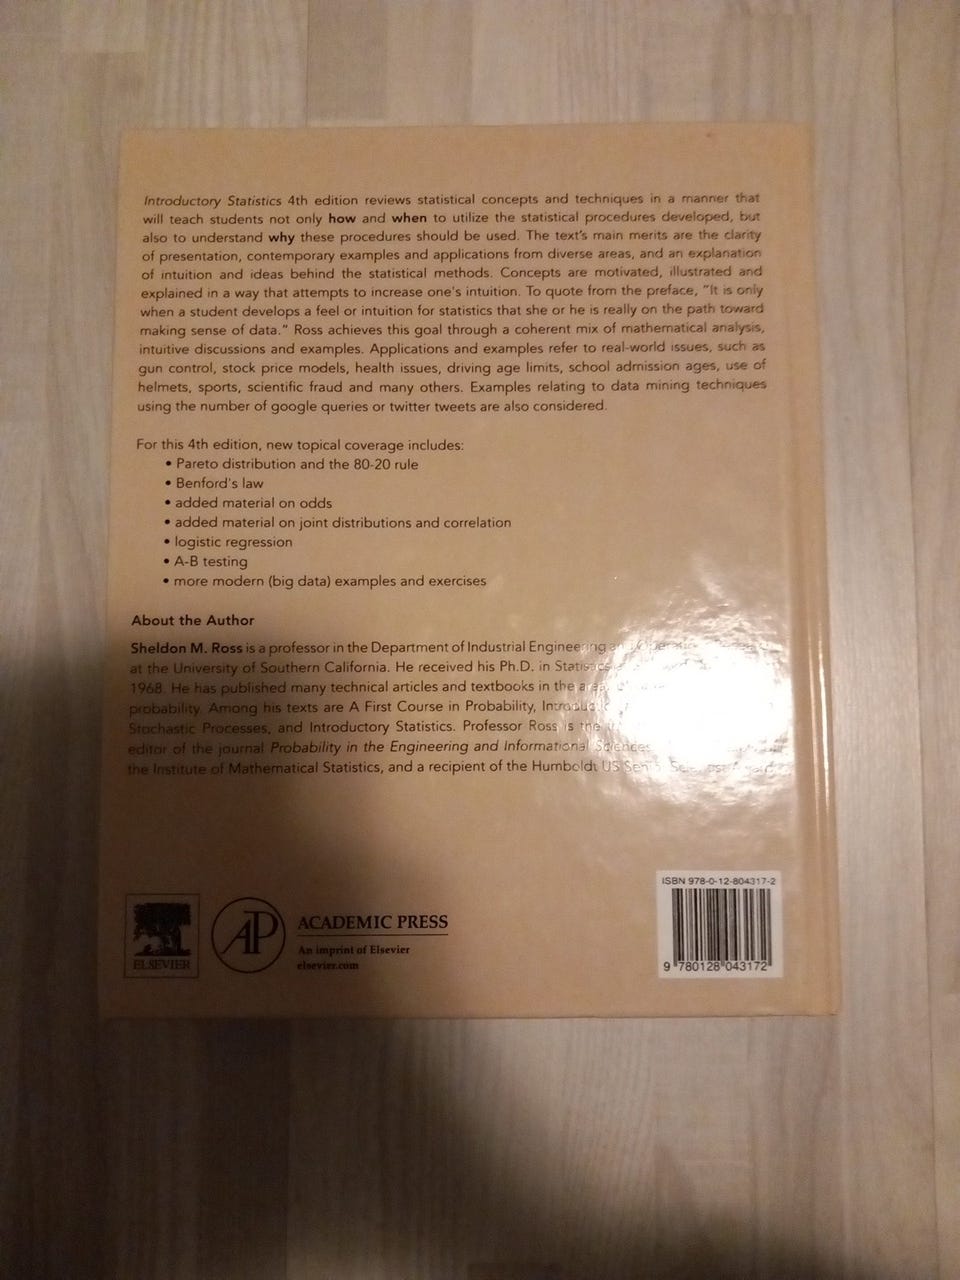 Introductory Statistics 4th edition reviews statistical concepts and techniques in a manner that
will teach students not only how and when to utilize the statistical procedures developed, but
also to understand why these procedures should be used. The text's main merits are the clarity
of presentation, contemporary examples and applications from diverse areas, and an explanation
of intuition and ideas behind the statistical methods. Concepts are motivated, illustrated and
explained in a way that attempts to increase one's intuition. To quote from the preface, "It is only
when a student develops a feel or intuition for statistics that she or he is really on the path toward
making sense of data." Ross achieves this goal through a coherent mix of mathematical analysis,
intuitive discussions and examples. Applications and examples refer to real-world issues, such as
gun control, stock price models, health issues, driving age limits, school admission ages, use of
helmets, sports, scientific fraud and many others. Examples relating to data mining techniques
using the number of google queries or twitter tweets are also considered.
For this 4th edition, new topical coverage includes:
• Pareto distribution and the 80-20 rule
• Benford's law
• added material on odds
• added material on joint distributions and correlation
• logistic regression
• A-B testing
• more modern (big data) examples and exercises
About the Author
Sheldon M. Ross is a professor in the Department of Industrial Engineering
at the University of Southern California. He received his Ph.D. in Statistics
1968. He has published many technical articles and textbooks in the
probability. Among his texts are A First Course in Probability,
Stochastic Processes, and Introductory Statistics. Professor Ross is the
editor of the journal Probability in the Engineering and Informational Sciences
the Institute of Mathematical Statistics, and a recipient of the Humboldt US Senior Scientist Award.
ISBN 978-0-12-804317-2
9 780128 043172
ELSEVIER
AP
ACADEMIC PRESS
An imprint of Elsevier
elsevier.com